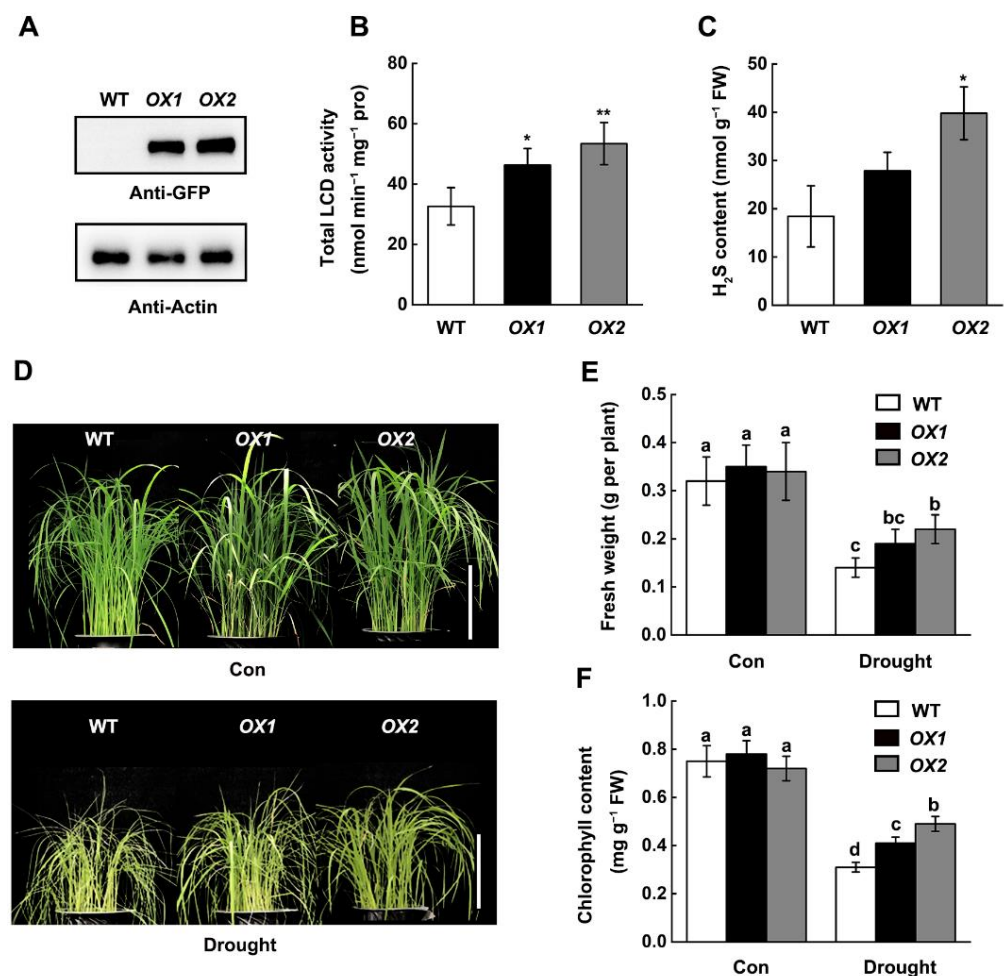 A
WT OX1 OX2
Anti-GFP
Anti-Actin
B
Total LCD activity
(nmol min⁻¹ mg⁻¹ pro)
80
60
40
20
0
* **
WT OX1 OX2
C
H₂S content (nmol g⁻¹ FW)
50
40
30
20
10
0
*
WT OX1 OX2
D
WT OX1 OX2
Con
WT OX1 OX2
Drought
E
Fresh weight (g per plant)
0.5
0.4
0.3
0.2
0.1
0.0
WT
OX1
OX2
a a a
c bc b
Con Drought
F
Chlorophyll content
(mg g⁻¹ FW)
1.0
0.8
0.6
0.4
0.2
0.0
WT
OX1
OX2
a a a
d c b
Con Drought